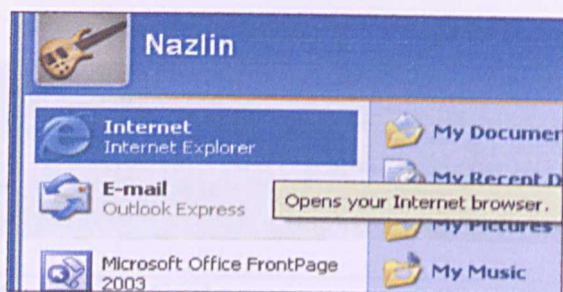 Nazlin
Internet
Internet Explorer
E-mail
Outlook Express
Microsoft Office FrontPage
2003
My Documen
My Recent D
Opens your Internet browser.
My Pictures
My Music